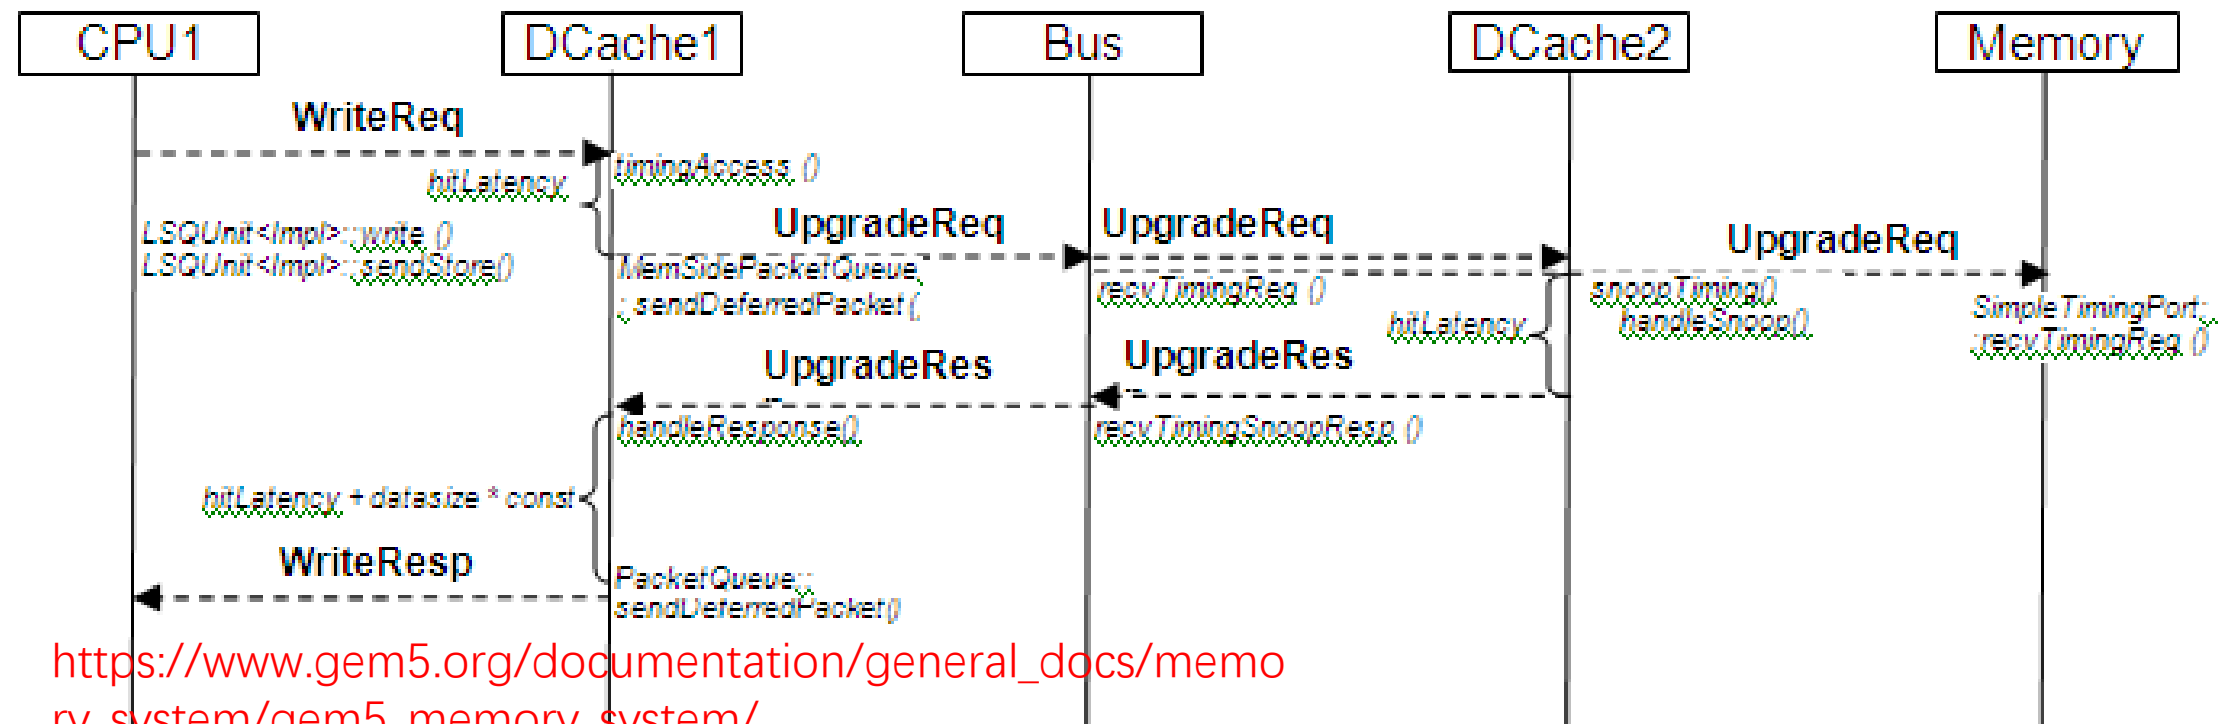 CPU1
DCache1
Bus
DCache2
Memory
WriteReq
timingAccess ()
hitLatency
LSQUnit<Impl>::write ()
LSQUnit<Impl>::sendStore()
UpgradeReq
UpgradeReq
UpgradeReq
MemSidePacketQueue
:: sendDeferredPacket (
recvTimingReq ()
snoopTiming()
handleSnoop()
hitLatency
SimpleTimingPort:
:recvTimingReq ()
UpgradeRes
UpgradeRes
handleResponse()
recvTimingSnoopResp ()
hitLatency + datasize * const
WriteResp
PacketQueue::
sendDeferredPacket()
https://www.gem5.org/documentation/general_docs/memo
ry_system/gem5_memory_system/